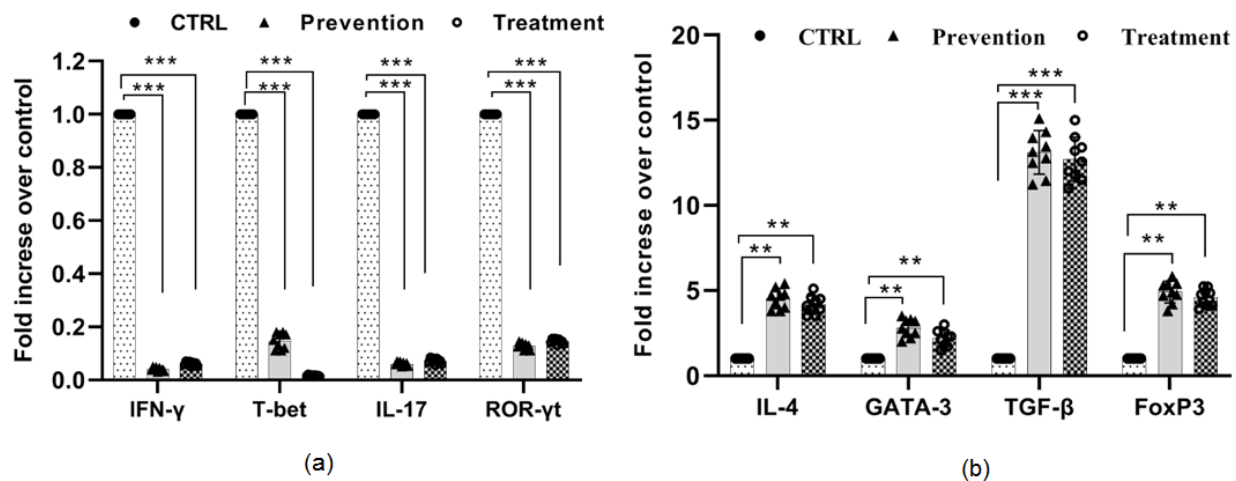 CTRL Prevention Treatment
Fold increse over control
1.2
1.0
0.8
0.6
0.4
0.2
0.0
*** *** *** ***
*** *** *** ***
IFN-γ T-bet IL-17 ROR-γt
(a)
CTRL Prevention Treatment
Fold increse over control
20
15
10
5
0
** ** *** **
** ** *** **
IL-4 GATA-3 TGF-β FoxP3
(b)